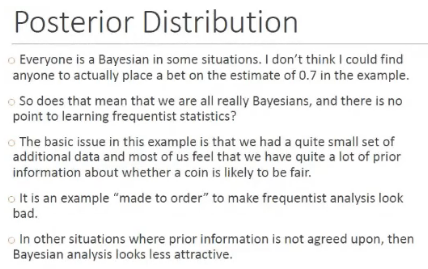 Posterior Distribution
Everyone is a Bayesian in some situations. I don't think I could find
anyone to actually place a bet on the estimate of 0.7 in the example.
So does that mean that we are all really Bayesians, and there is no
point to learning frequentist statistics?
The basic issue in this example is that we had a quite small set of
additional data and most of us feel that we have quite a lot of prior
information about whether a coin is likely to be fair.
It is an example “made to order” to make frequentist analysis look
bad.
In other situations where prior information is not agreed upon, then
Bayesian analysis looks less attractive.